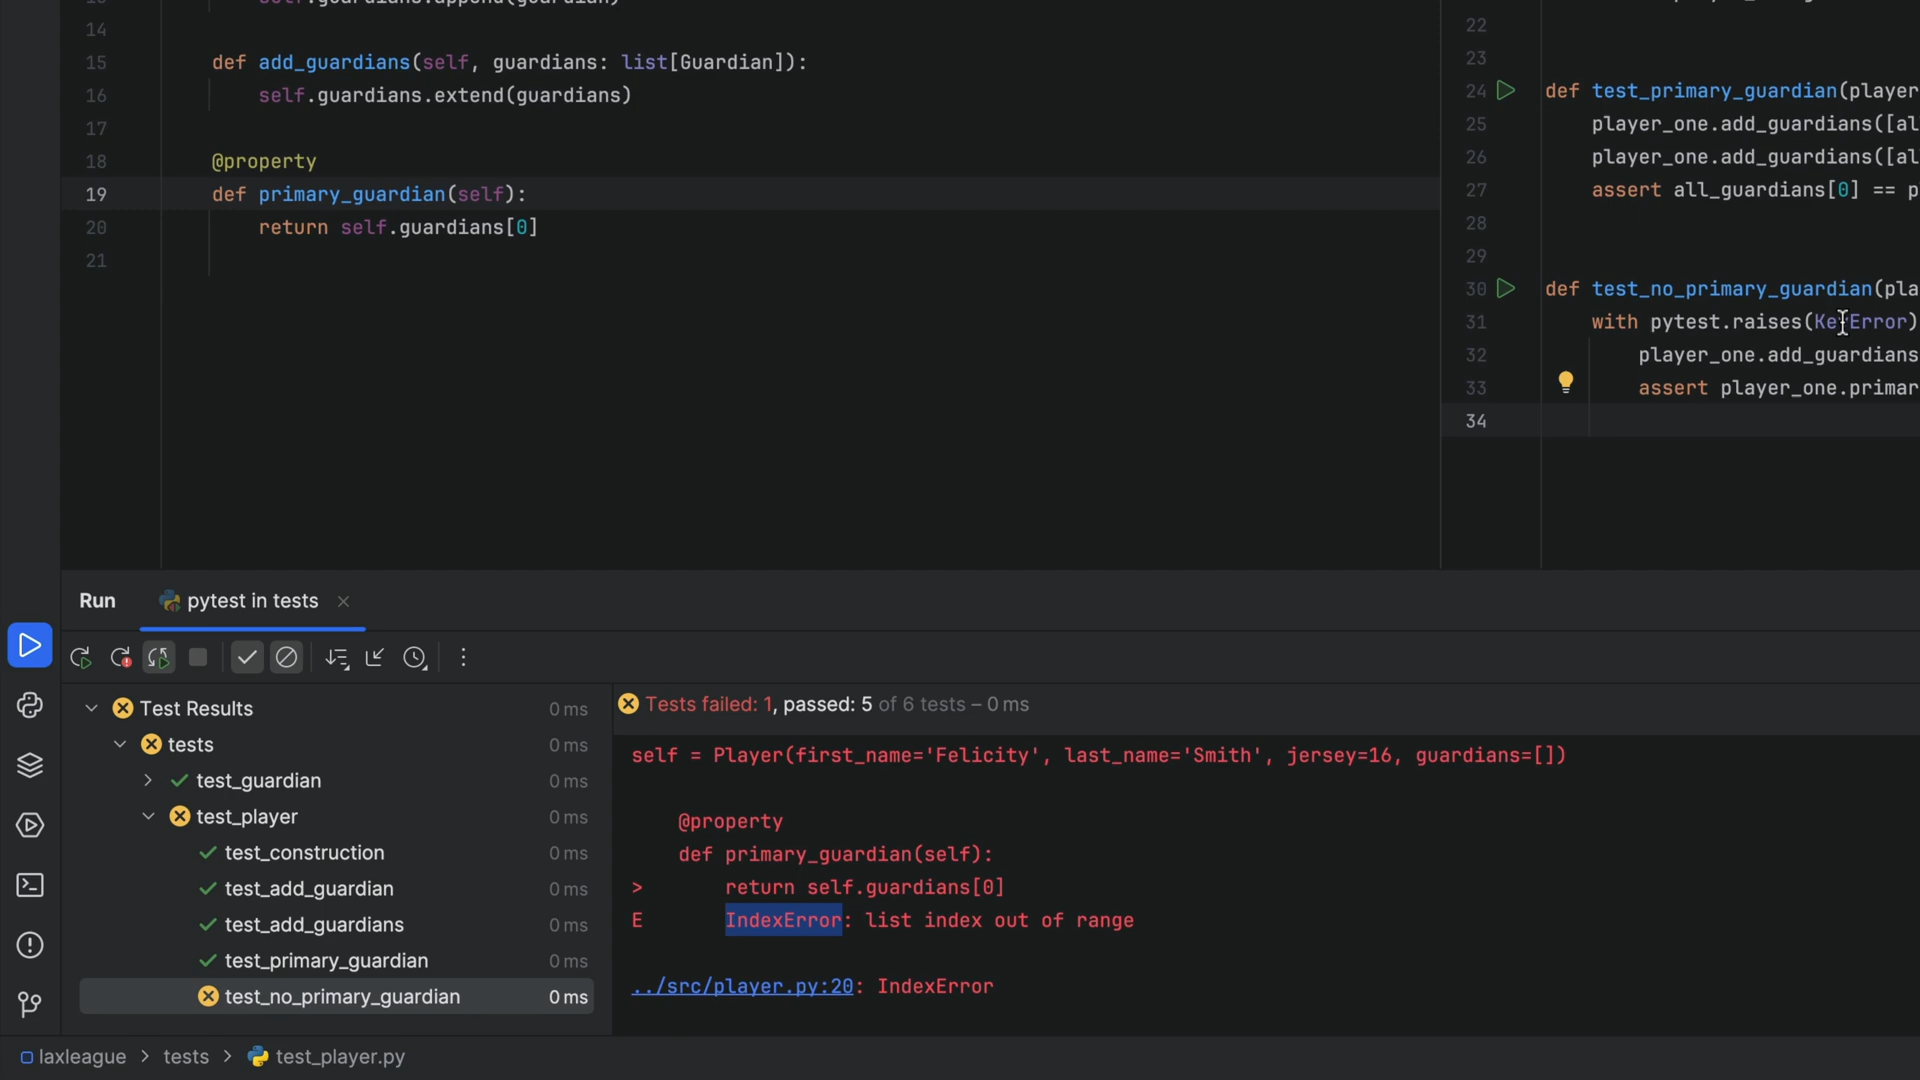 14
15 def add_guardians(self, guardians: list[Guardian]):
16 self.guardians.extend(guardians)
17
18 @property
19 def primary_guardian(self):
20 return self.guardians[0]
21
22
23
24 def test_primary_guardian(player
25 player_one.add_guardians([al
26 player_one.add_guardians([al
27 assert all_guardians[0] == p
28
29
30 def test_no_primary_guardian(pla
31 with pytest.raises(KeyError)
32 player_one.add_guardians
33 assert player_one.primar
34
Run pytest in tests
Test Results 0 ms
tests 0 ms
test_guardian 0 ms
test_player 0 ms
test_construction 0 ms
test_add_guardian 0 ms
test_add_guardians 0 ms
test_primary_guardian 0 ms
test_no_primary_guardian 0 ms
Tests failed: 1, passed: 5 of 6 tests – 0 ms
self = Player(first_name='Felicity', last_name='Smith', jersey=16, guardians=[])
@property
def primary_guardian(self):
> return self.guardians[0]
E IndexError: list index out of range
../src/player.py:20: IndexError
laxleague > tests > test_player.py